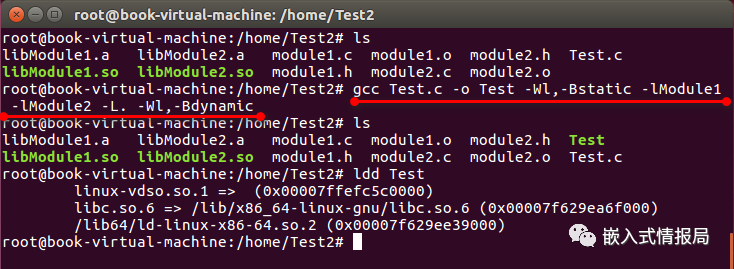 root@book-virtual-machine: /home/Test2
root@book-virtual-machine:/home/Test2# ls
libModule1.a libModule2.a module1.c module1.o module2.h Test.c
libModule1.so libModule2.so module1.h module2.c module2.o
root@book-virtual-machine:/home/Test2# gcc Test.c -o Test -Wl,-Bstatic -lModule1
-lModule2 -L. -Wl,-Bdynamic
root@book-virtual-machine:/home/Test2# ls
libModule1.a libModule2.a module1.c module1.o module2.h Test
libModule1.so libModule2.so module1.h module2.c module2.o Test.c
root@book-virtual-machine:/home/Test2# ldd Test
linux-vdso.so.1 => (0x00007ffefc5c0000)
libc.so.6 => /lib/x86_64-linux-gnu/libc.so.6 (0x00007f629ea6f000)
/lib64/ld-linux-x86-64.so.2 (0x00007f629ee39000)
root@book-virtual-machine:/home/Test2#
嵌入式情报局